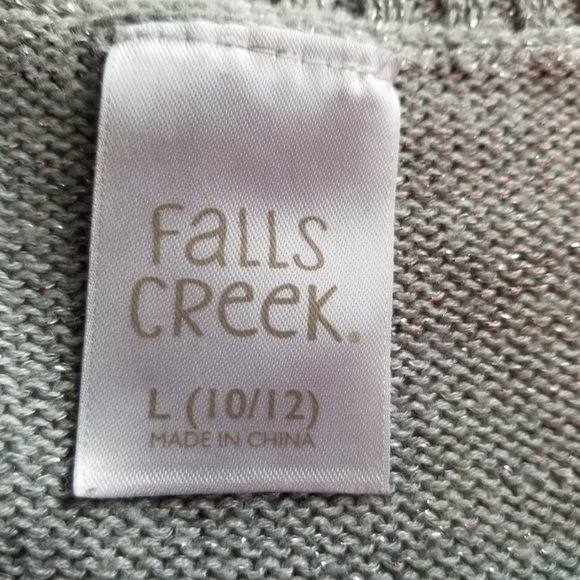 Falls
Creek®
L (10/12)
MADE IN CHINA